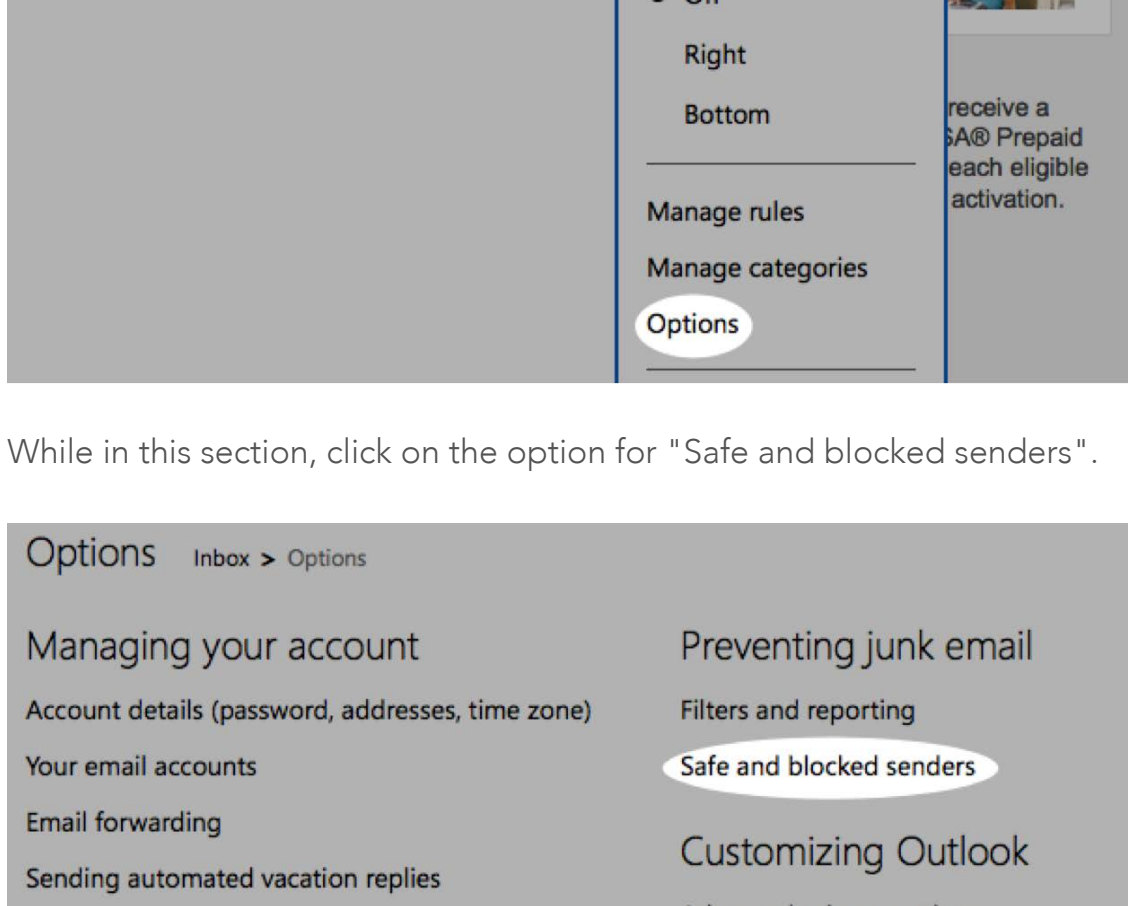 Off
Right
Bottom
receive a
SA® Prepaid
each eligible
activation.
Manage rules
Manage categories
Options
While in this section, click on the option for "Safe and blocked senders".
Options Inbox > Options
Managing your account
Account details (password, addresses, time zone)
Your email accounts
Email forwarding
Sending automated vacation replies
Preventing junk email
Filters and reporting
Safe and blocked senders
Customizing Outlook